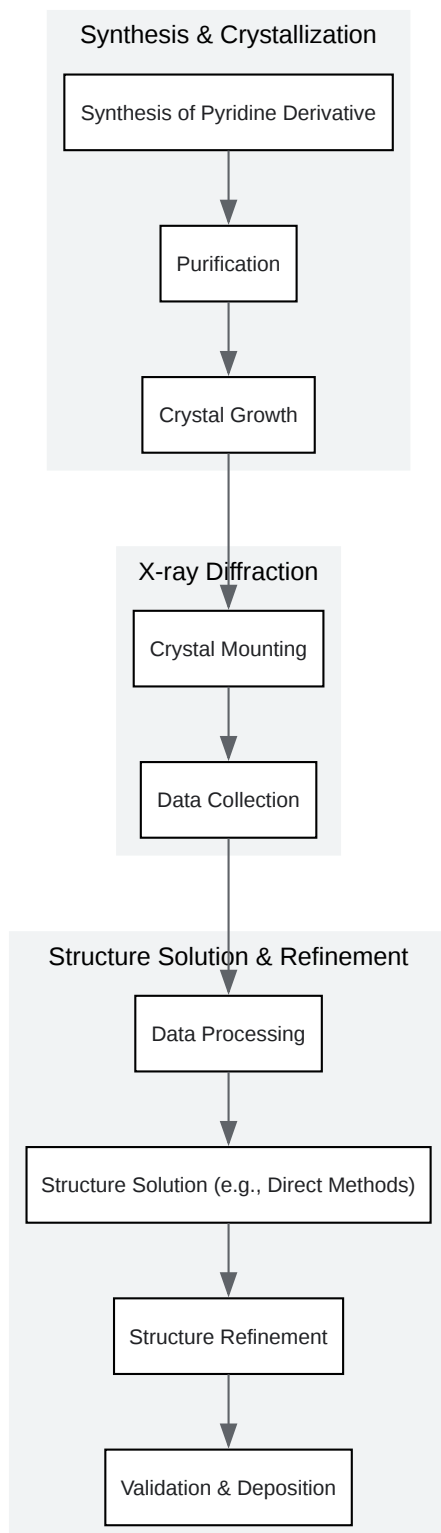 Synthesis & Crystallization
Synthesis of Pyridine Derivative
Purification
Crystal Growth
X-ray Diffraction
Crystal Mounting
Data Collection
Structure Solution & Refinement
Data Processing
Structure Solution (e.g., Direct Methods)
Structure Refinement
Validation & Deposition